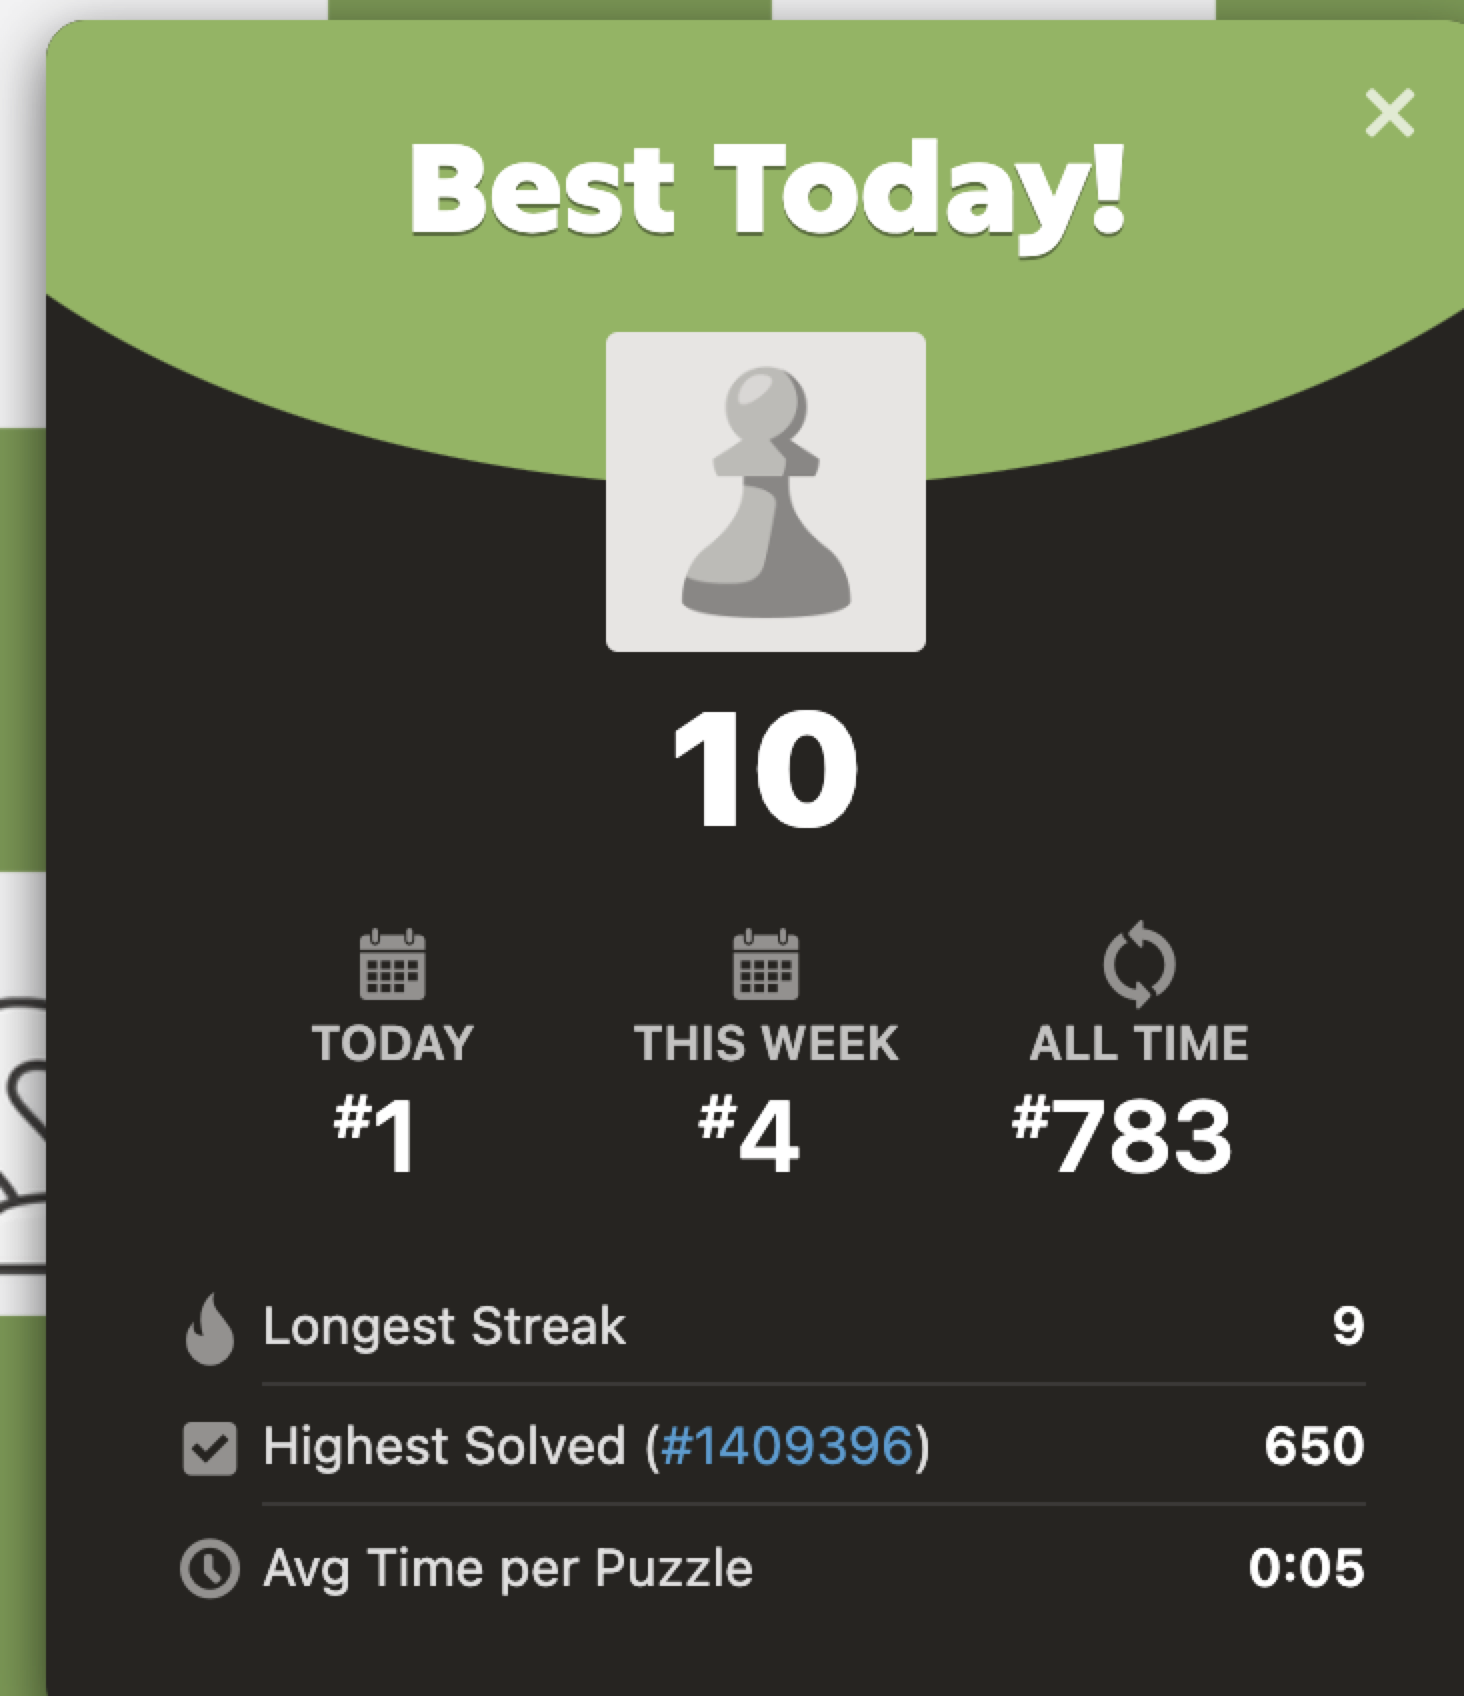 Best Today!
10
TODAY
#1
THIS WEEK
#4
ALL TIME
#783
Longest Streak 9
Highest Solved (#1409396) 650
Avg Time per Puzzle 0:05